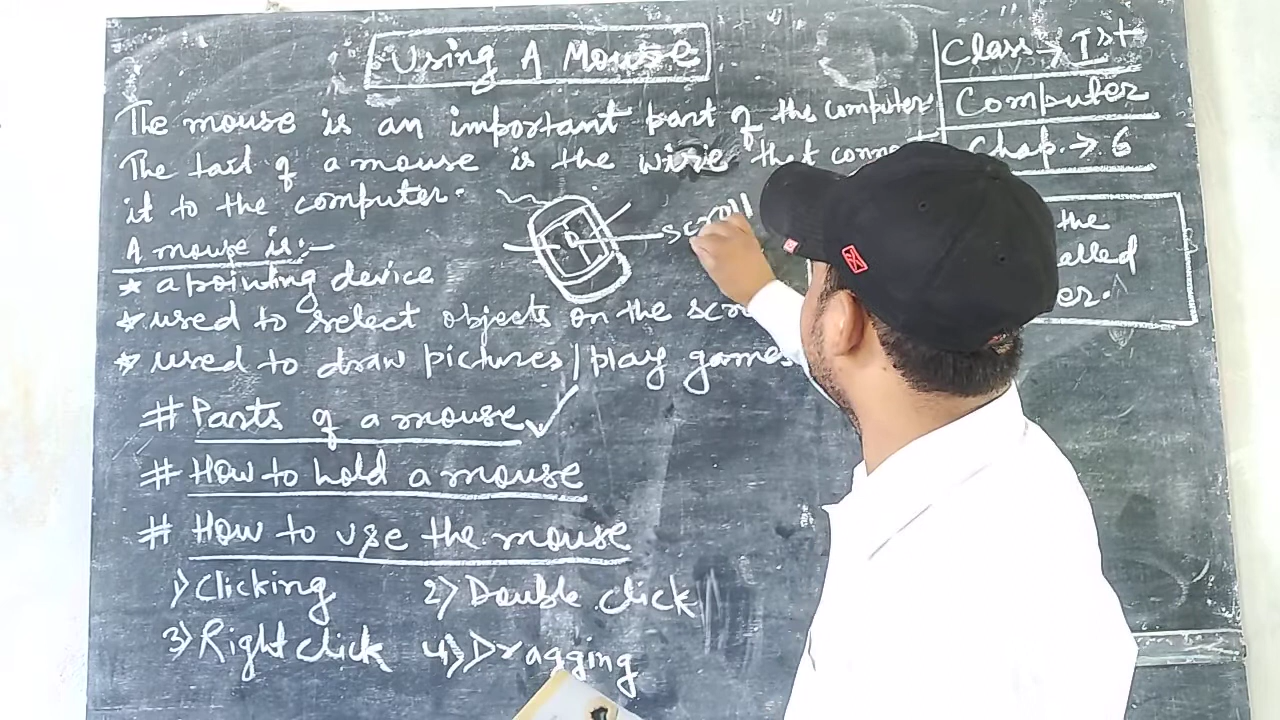 Using A Mouse
Class → Ist
Computer
Chap. → 6
The mouse is an important part of the computer.
The tail of a mouse is the wire that conne
it to the computer.
scroll
the
alled
er.
A mouse is:-
* a pointing device
* used to select objects on the scr
* used to draw pictures / play games
# Parts of a mouse ✓
# How to hold a mouse
# How to use the mouse
1) Clicking 2) Double click
3) Right click 4) Dragging